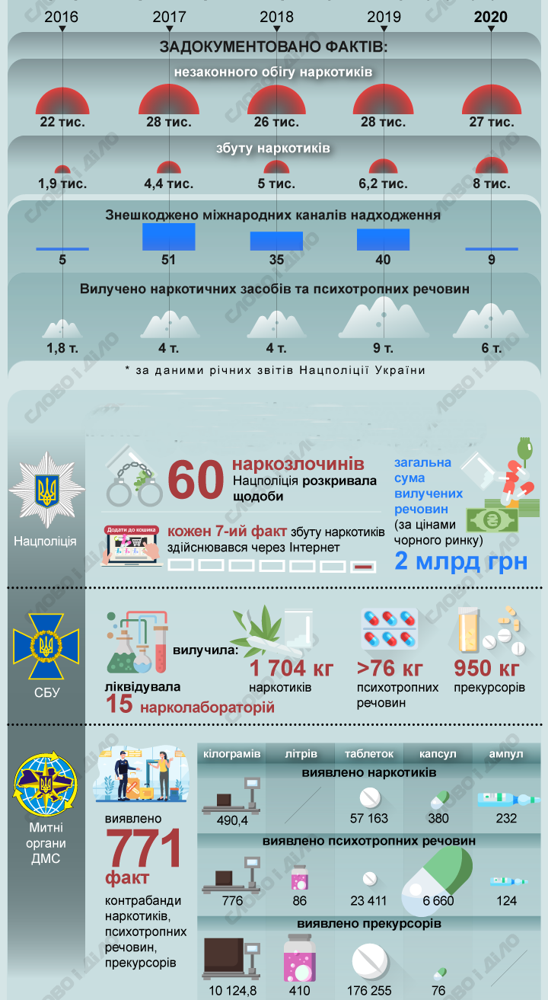 2016 2017 2018 2019 2020
ЗАДОКУМЕНТОВАНО ФАКТІВ:
незаконного обігу наркотиків
22 тис. 28 тис. 26 тис. 28 тис. 27 тис.
збуту наркотиків
1,9 тис. 4,4 тис. 5 тис. 6,2 тис. 8 тис.
Знешкоджено міжнародних каналів надходження
5 51 35 40 9
Вилучено наркотичних засобів та психотропних речовин
1,8 т. 4 т. 4 т. 9 т. 6 т.
* за даними річних звітів Нацполіції України
Нацполіція
60 наркозлочинів
Нацполіція розкривала
щодоби
Додати до кошика
кожен 7-ий факт збуту наркотиків
здійснювався через Інтернет
загальна
сума
вилучених
речовин
(за цінами
чорного ринку)
2 млрд грн
СБУ
ліквідувала
15 нарколабораторій
вилучила:
1 704 кг
наркотиків
>76 кг
психотропних
речовин
950 кг
прекурсорів
Митні
органи
ДМС
виявлено
771
факт
контрабанди
наркотиків,
психотропних
речовин,
прекурсорів
кілограмів літрів таблеток капсул ампул
виявлено наркотиків
490,4 57 163 380 232
виявлено психотропних речовин
776 86 23 411 6 660 124
виявлено прекурсорів
10 124,8 410 176 255 76
СЛОВО І ДІЛО